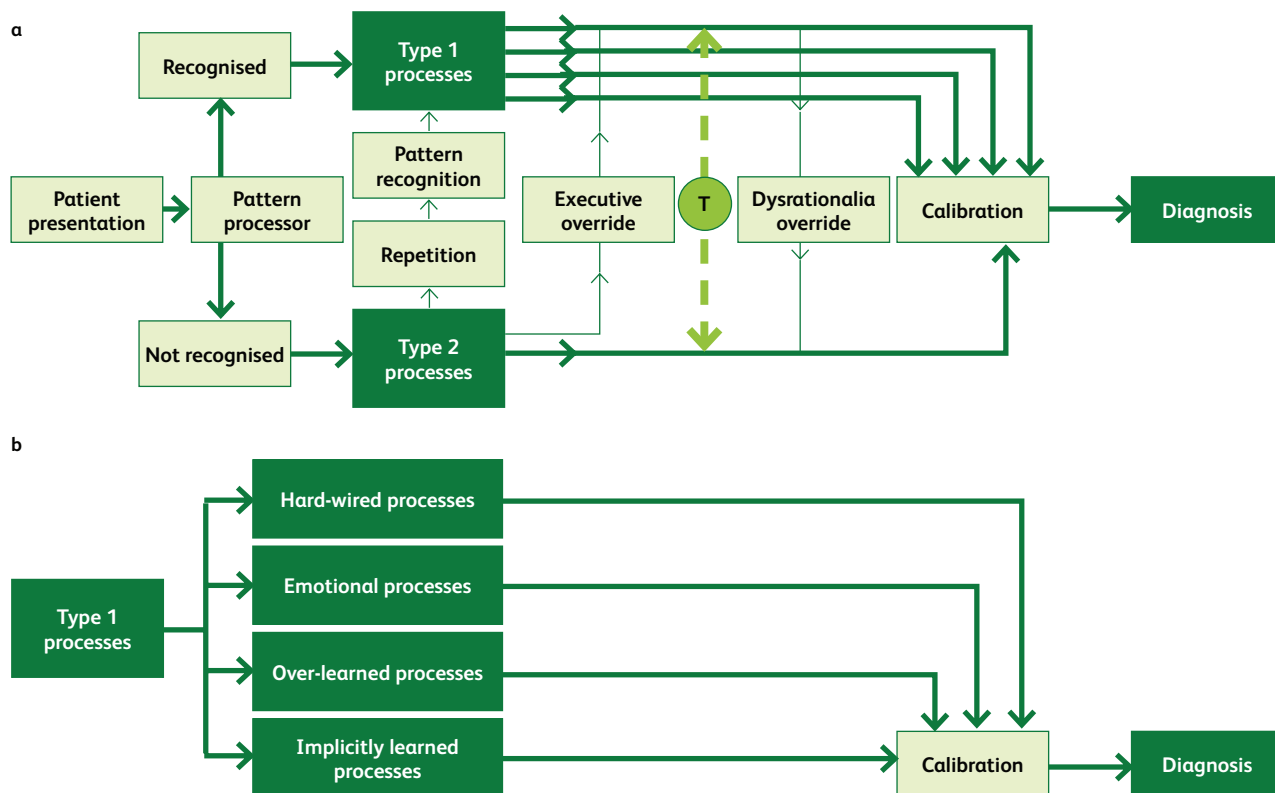 a
Recognised
Type 1
processes
Patient
presentation
Pattern
processor
Pattern
recognition
Repetition
Executive
override
T
Dysrationalia
override
Calibration
Diagnosis
Not recognised
Type 2
processes
b
Type 1
processes
Hard-wired processes
Emotional processes
Over-learned processes
Implicitly learned
processes
Calibration
Diagnosis